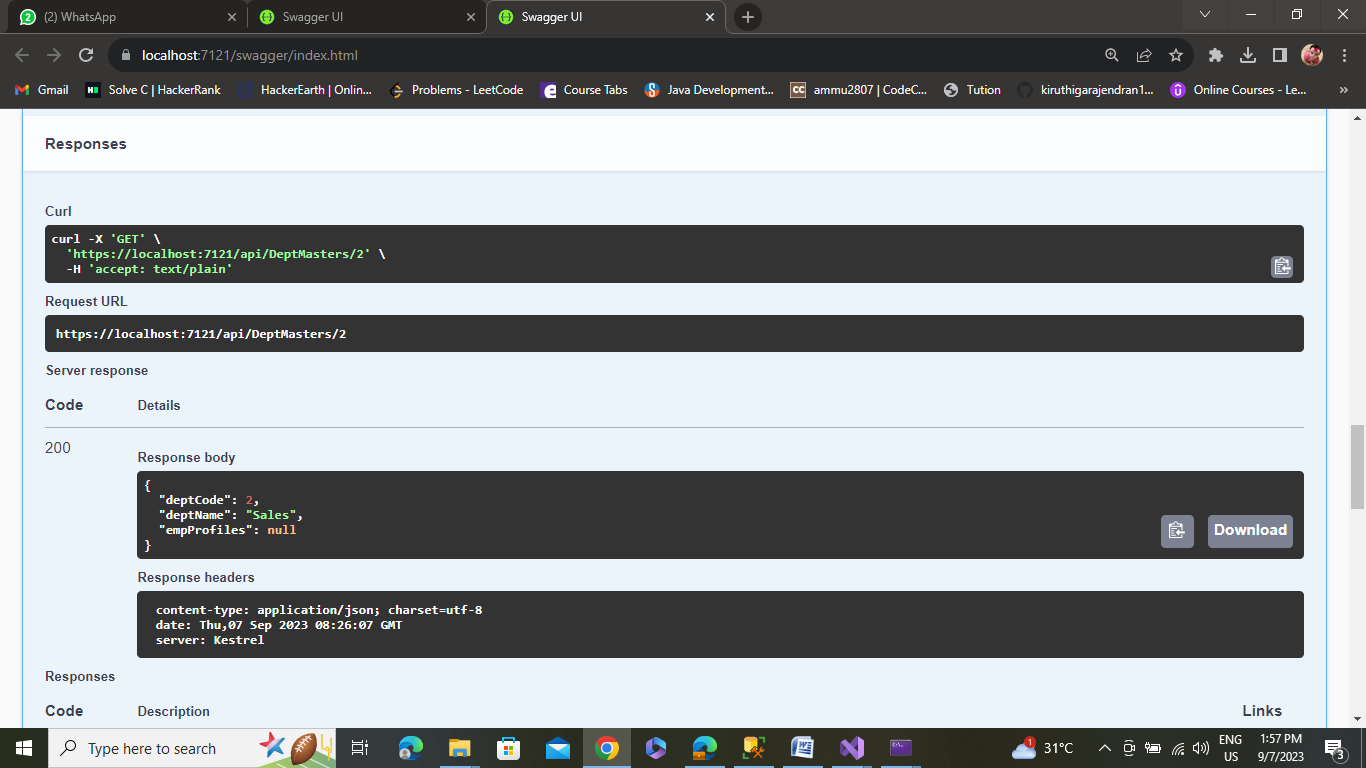 (2) WhatsApp
Swagger UI
Swagger UI
localhost:7121/swagger/index.html
Gmail
Solve C | HackerRank
HackerEarth | Onlin...
Problems - LeetCode
Course Tabs
Java Development...
ammu2807 | CodeC...
Tution
kiruthigarajendran1...
Online Courses - Le...
Responses
Curl
curl -X 'GET' \
'https://localhost:7121/api/DeptMasters/2' \
-H 'accept: text/plain'
Request URL
https://localhost:7121/api/DeptMasters/2
Server response
Code Details
200
Response body
{
"deptCode": 2,
"deptName": "Sales",
"empProfiles": null
}
Download
Response headers
content-type: application/json; charset=utf-8
date: Thu,07 Sep 2023 08:26:07 GMT
server: Kestrel
Responses
Code Description Links
Type here to search
31°C
ENG
US
1:57 PM
9/7/2023
3